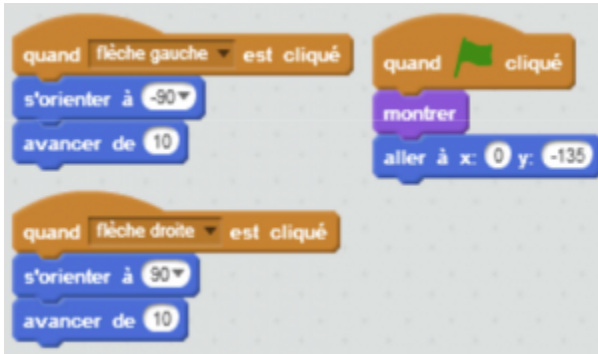 quand flèche gauche est cliqué
s'orienter à -90
avancer de 10
quand cliqué
montrer
aller à x: 0 y: -135
quand flèche droite est cliqué
s'orienter à 90
avancer de 10